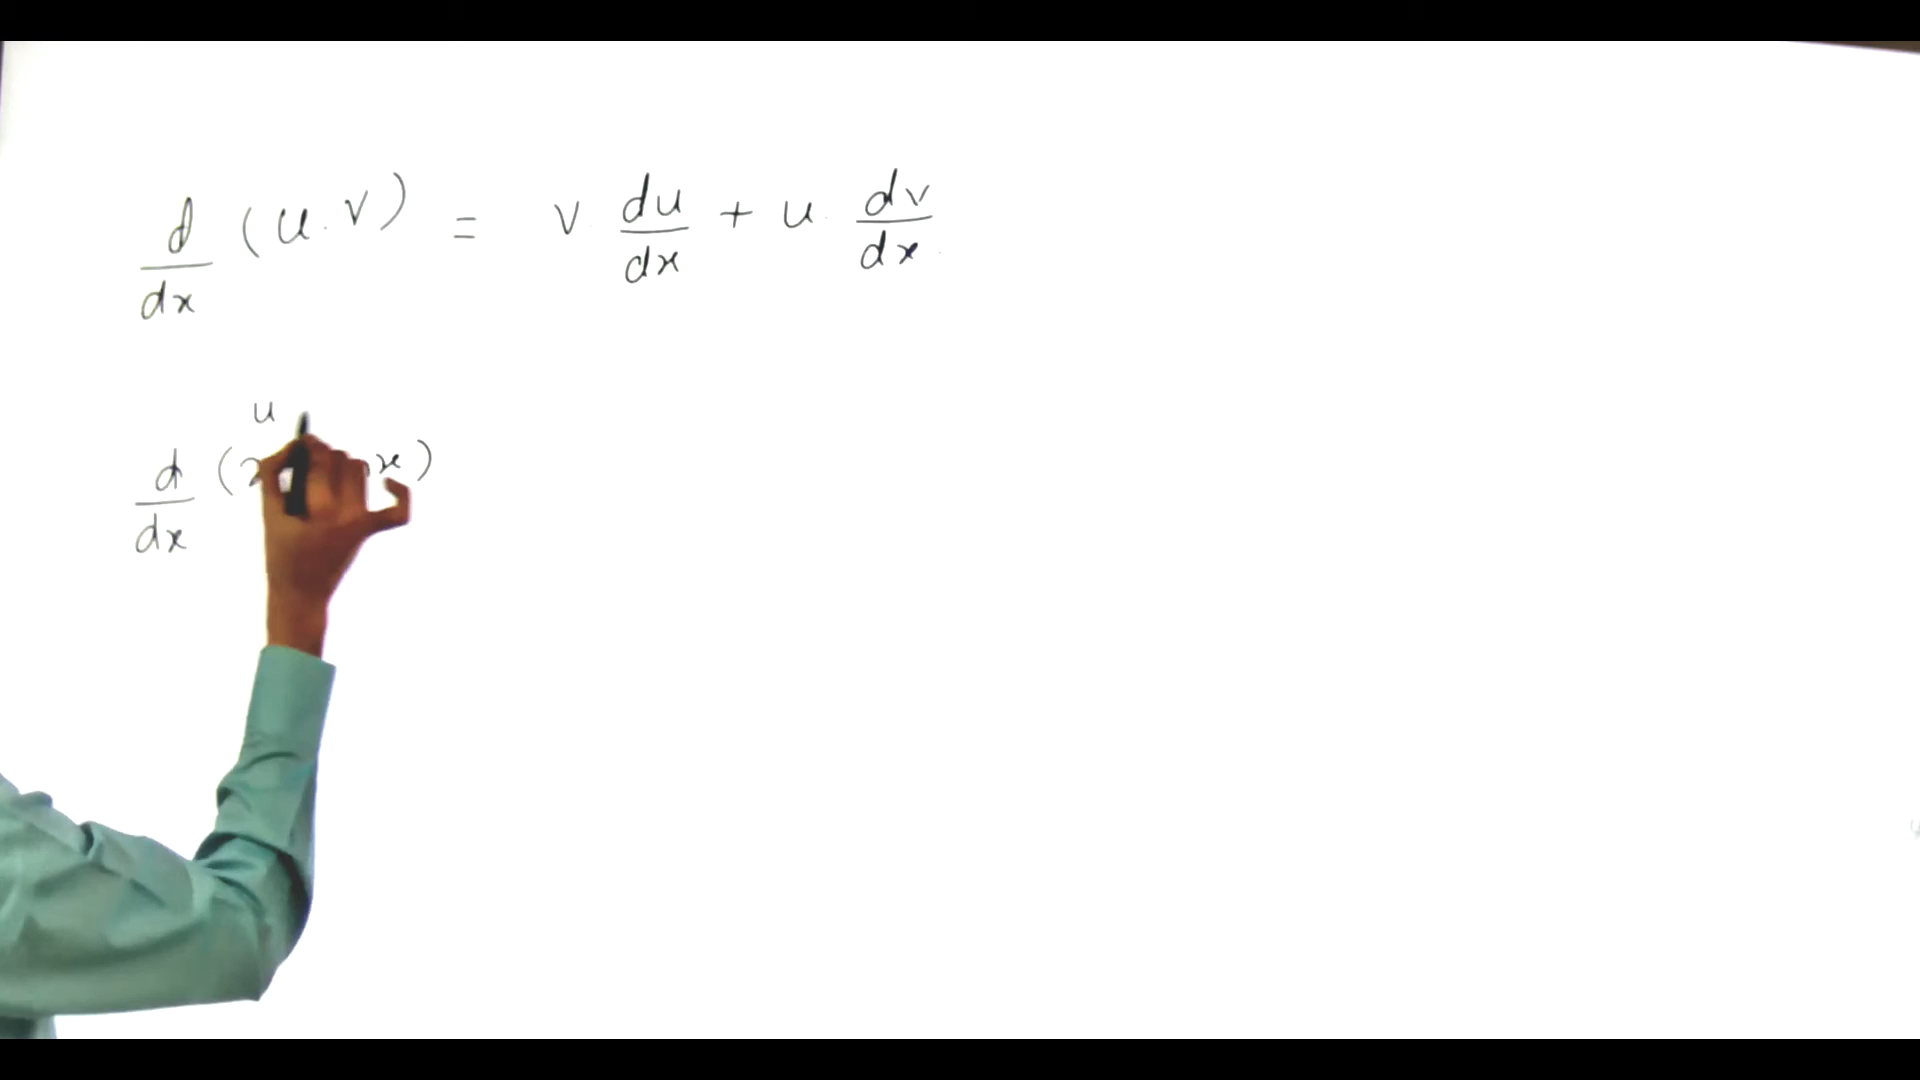 d/dx (u.v) = v. du/dx + u. dv/dx
u
d/dx ( x)